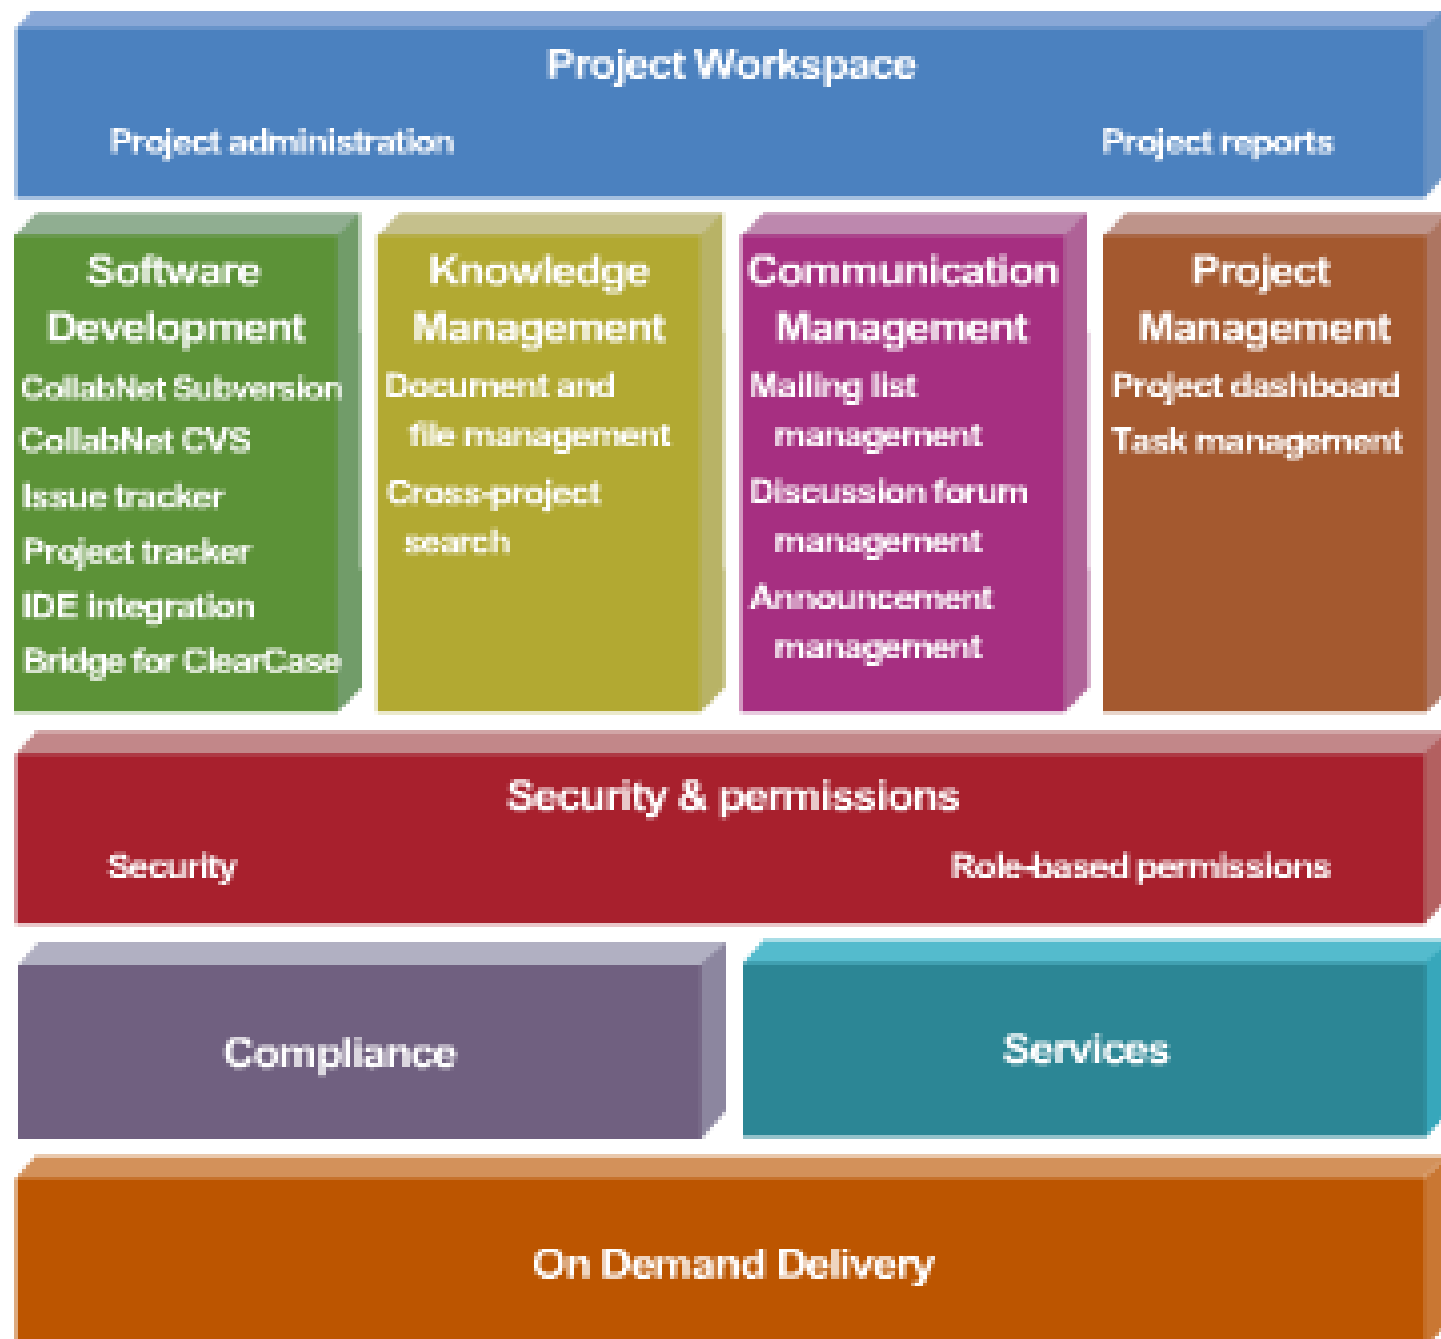 Project Workspace
Project administration
Project reports
Software
Development
CollabNet Subversion
CollabNet CVS
Issue tracker
Project tracker
IDE integration
Bridge for ClearCase
Knowledge
Management
Document and
file management
Cross-project
search
Communication
Management
Mailing list
management
Discussion forum
management
Announcement
management
Project
Management
Project dashboard
Task management
Security & permissions
Security
Role-based permissions
Compliance
Services
On Demand Delivery